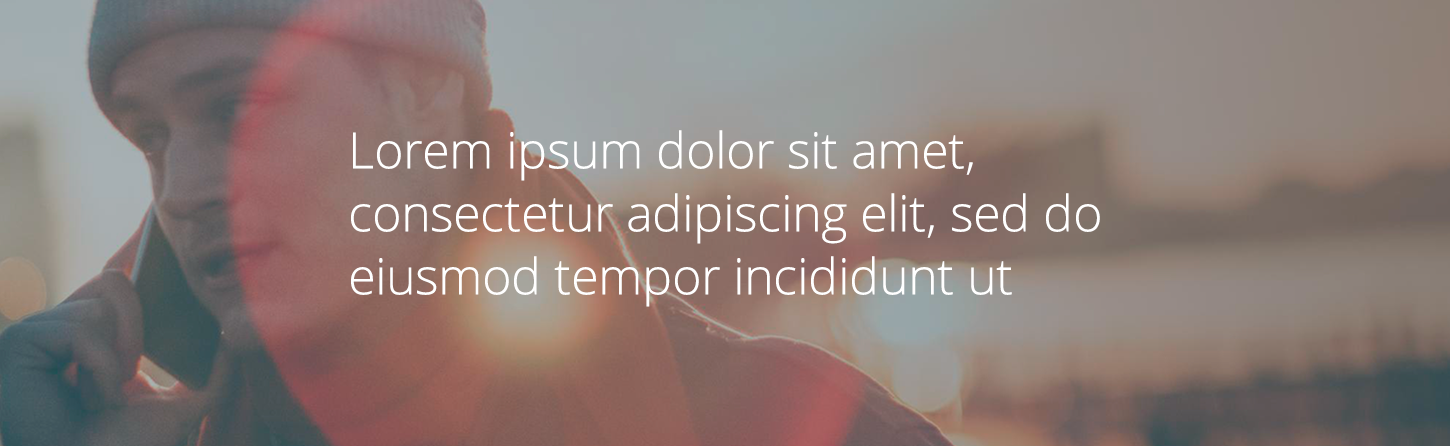 Lorem ipsum dolor sit amet,
consectetur adipiscing elit, sed do
eiusmod tempor incididunt ut